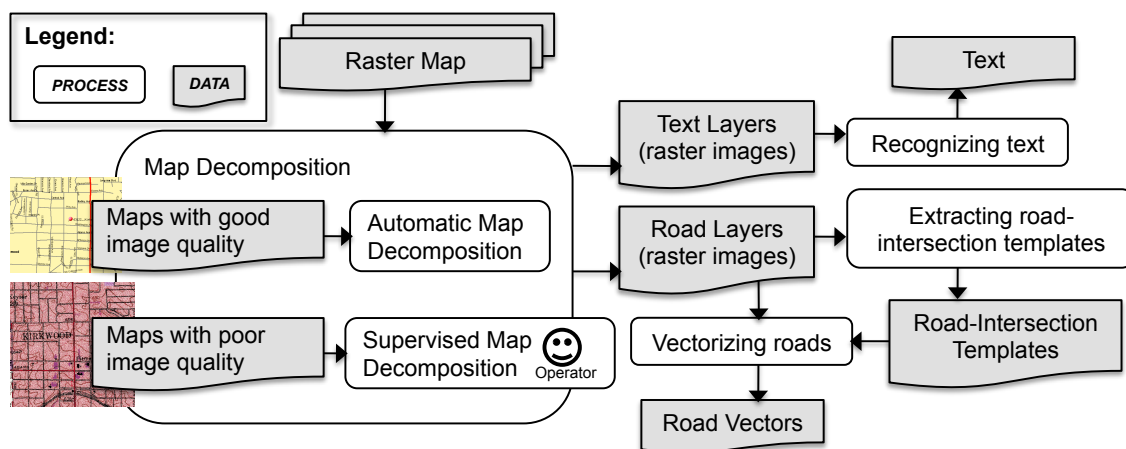 Legend:
PROCESS
DATA
Raster Map
Text
Text Layers
(raster images)
Recognizing text
Map Decomposition
Maps with good
image quality
Automatic Map
Decomposition
Road Layers
(raster images)
Extracting road-
intersection templates
KIRKWOOD
Maps with poor
image quality
Supervised Map
Decomposition
Operator
Vectorizing roads
Road-Intersection
Templates
Road Vectors